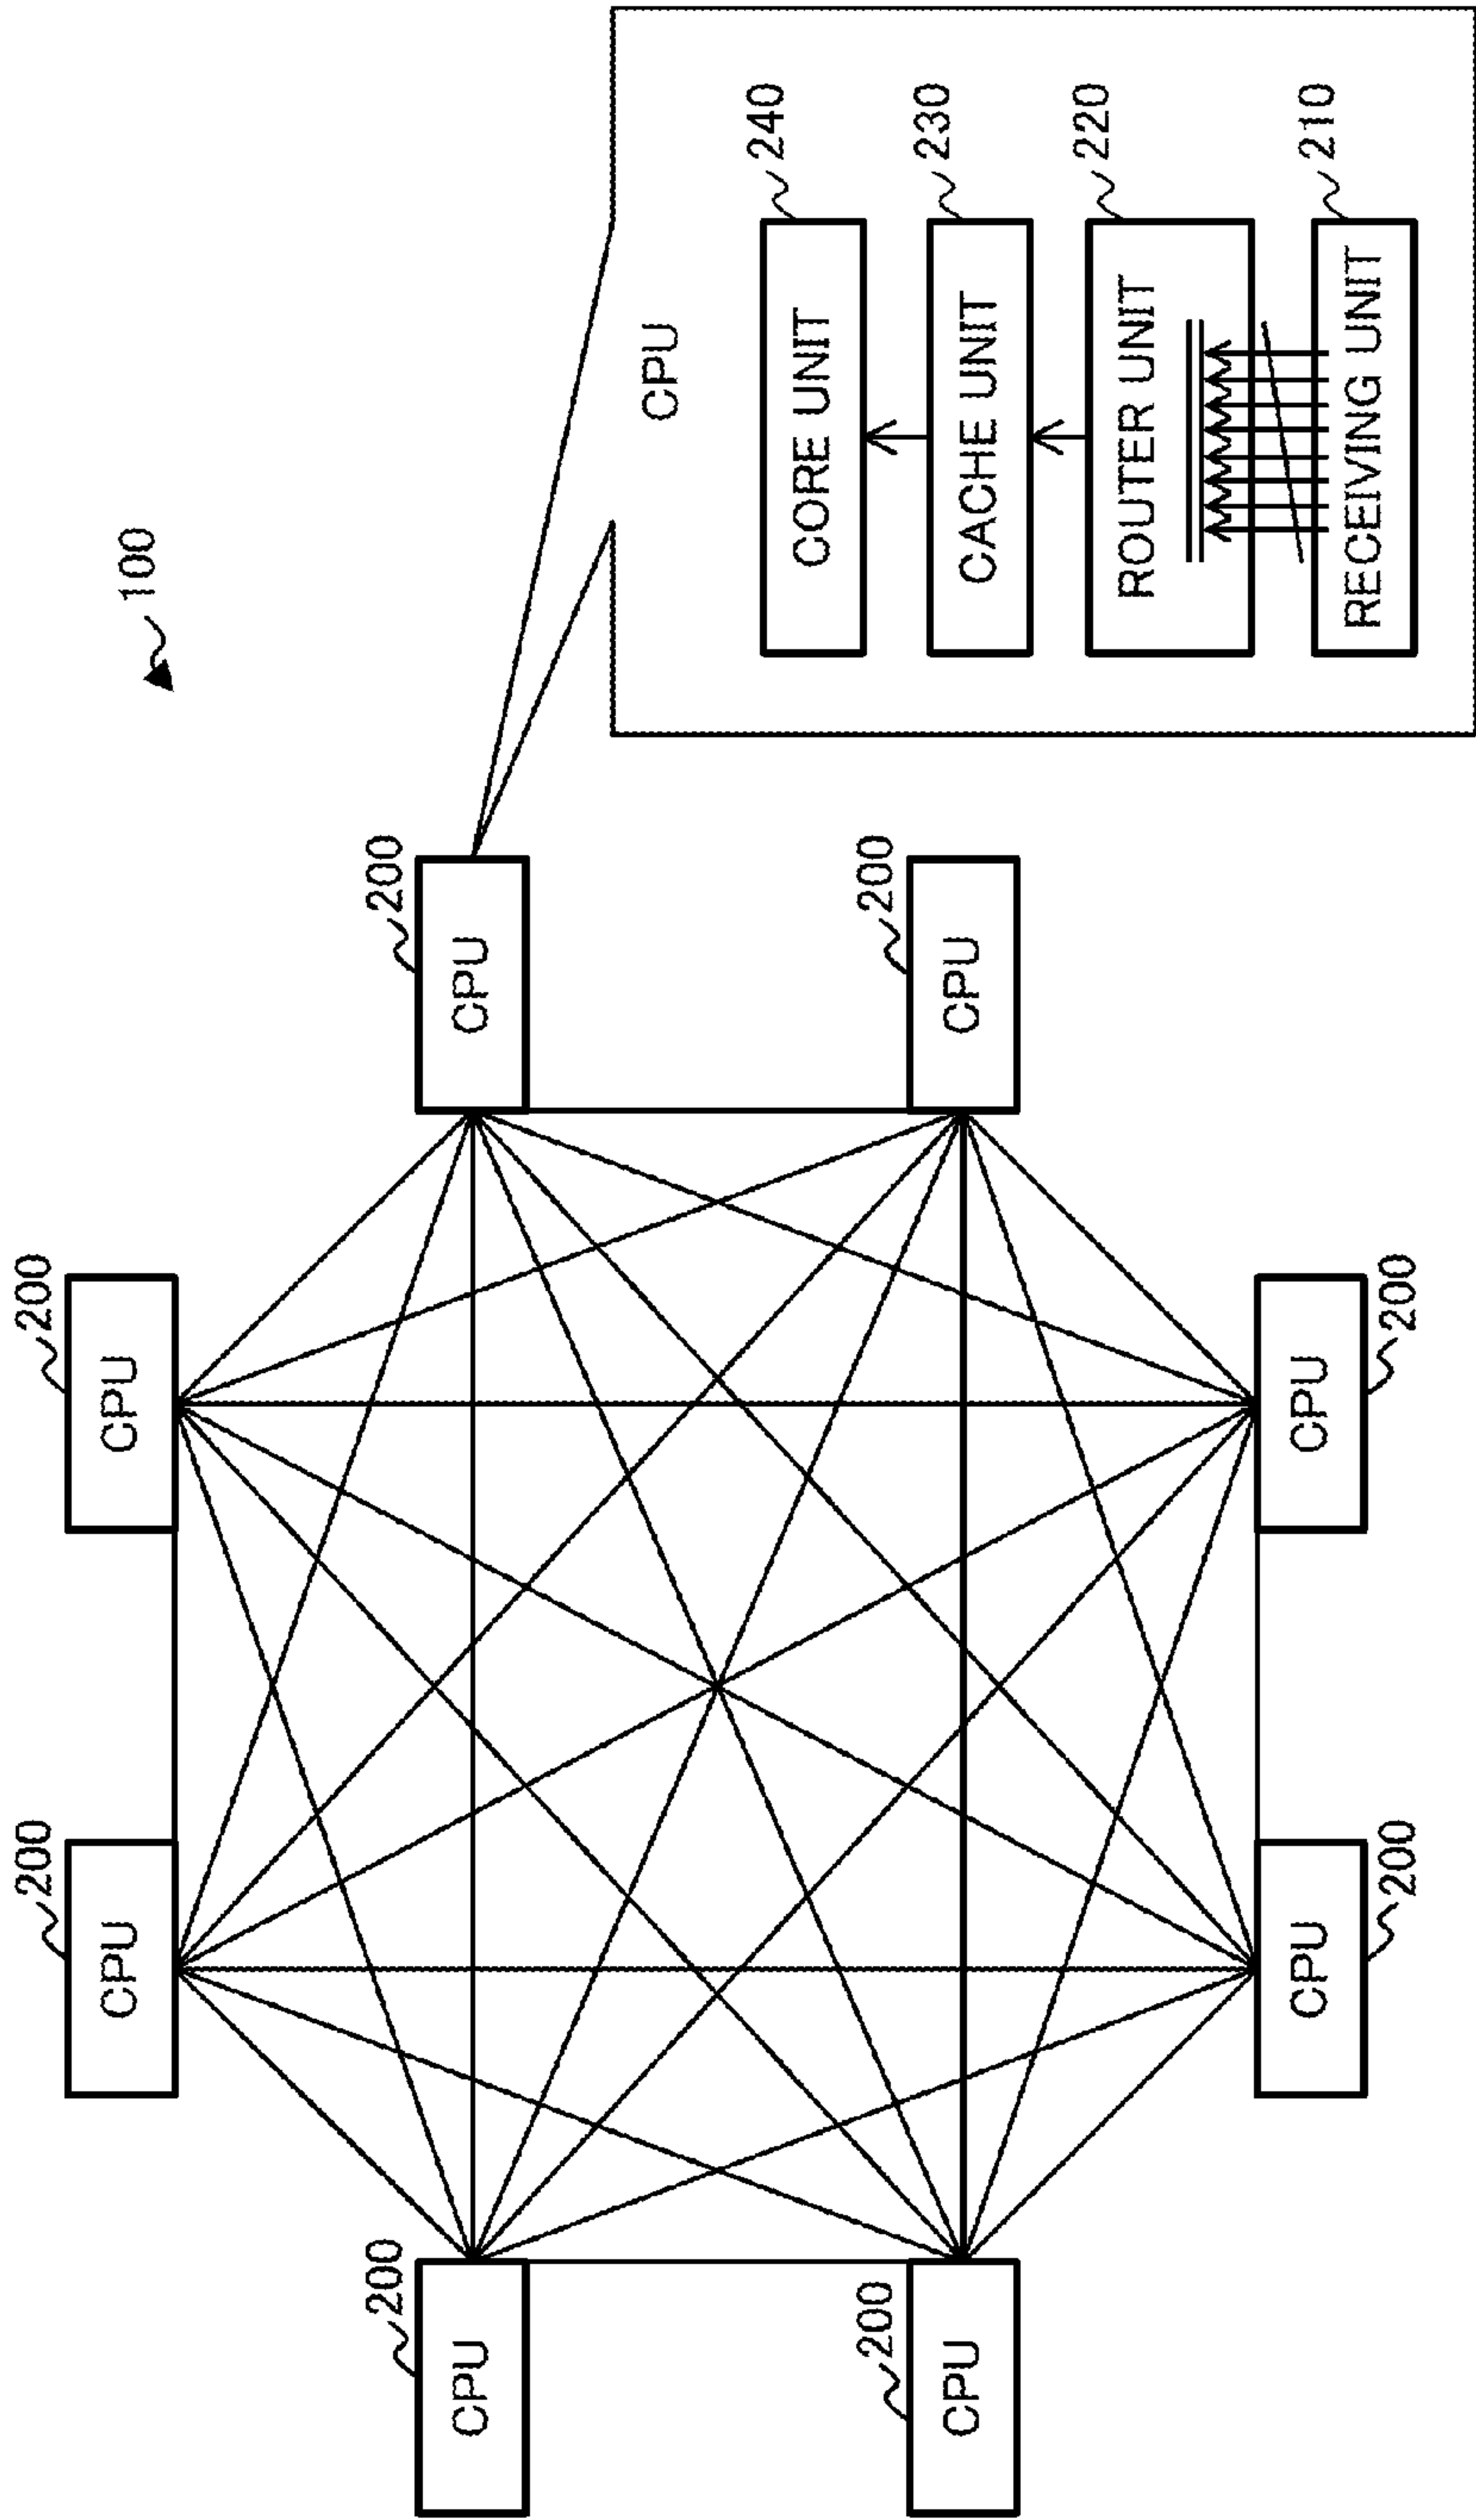 100
200
CPU
200
CPU
200
CPU
200
CPU
200
CPU
200
CPU
CPU
200
CPU
200
CPU
CORE UNIT
240
CACHE UNIT
230
ROUTER UNIT
220
RECEIVING UNIT
210